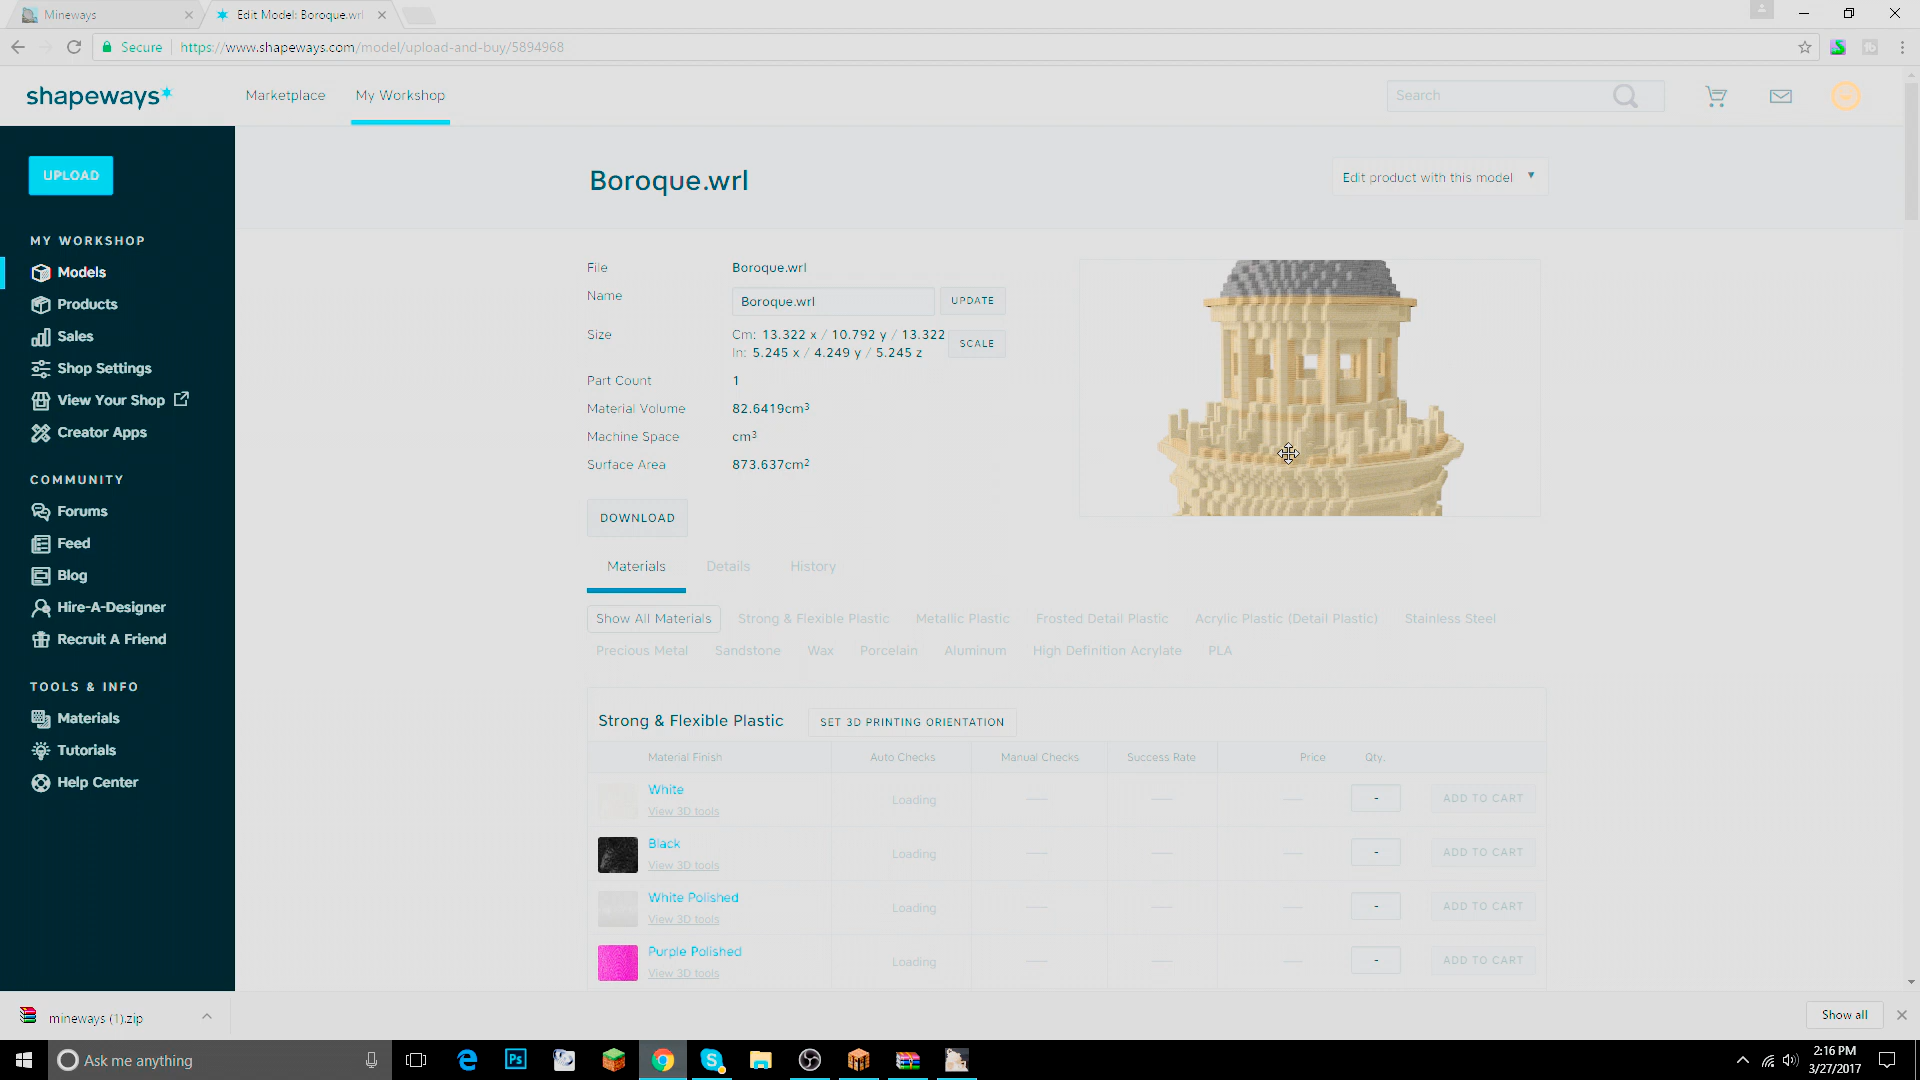 Mineways
Edit Model: Boroque.wrl
Secure https://www.shapeways.com/model/upload-and-buy/5894968
shapeways*
Marketplace
My Workshop
Search
UPLOAD
MY WORKSHOP
Models
Products
Sales
Shop Settings
View Your Shop
Creator Apps
COMMUNITY
Forums
Feed
Blog
Hire-A-Designer
Recruit A Friend
TOOLS & INFO
Materials
Tutorials
Help Center
Boroque.wrl
Edit product with this model
File Boroque.wrl
Name Boroque.wrl UPDATE
Size Cm: 13.322 x / 10.792 y / 13.322
In: 5.245 x / 4.249 y / 5.245 z
SCALE
Part Count 1
Material Volume 82.6419cm³
Machine Space cm³
Surface Area 873.637cm²
DOWNLOAD
Materials Details History
Show All Materials Strong & Flexible Plastic Metallic Plastic Frosted Detail Plastic Acrylic Plastic (Detail Plastic) Stainless Steel
Precious Metal Sandstone Wax Porcelain Aluminum High Definition Acrylate PLA
Strong & Flexible Plastic SET 3D PRINTING ORIENTATION
Material Finish Auto Checks Manual Checks Success Rate Price Qty.
White
View 3D tools
Loading - ADD TO CART
Black
View 3D tools
Loading - ADD TO CART
White Polished
View 3D tools
Loading - ADD TO CART
Purple Polished
View 3D tools
Loading - ADD TO CART
mineways (1).zip
Show all
Ask me anything
Ps
2:16 PM
3/27/2017